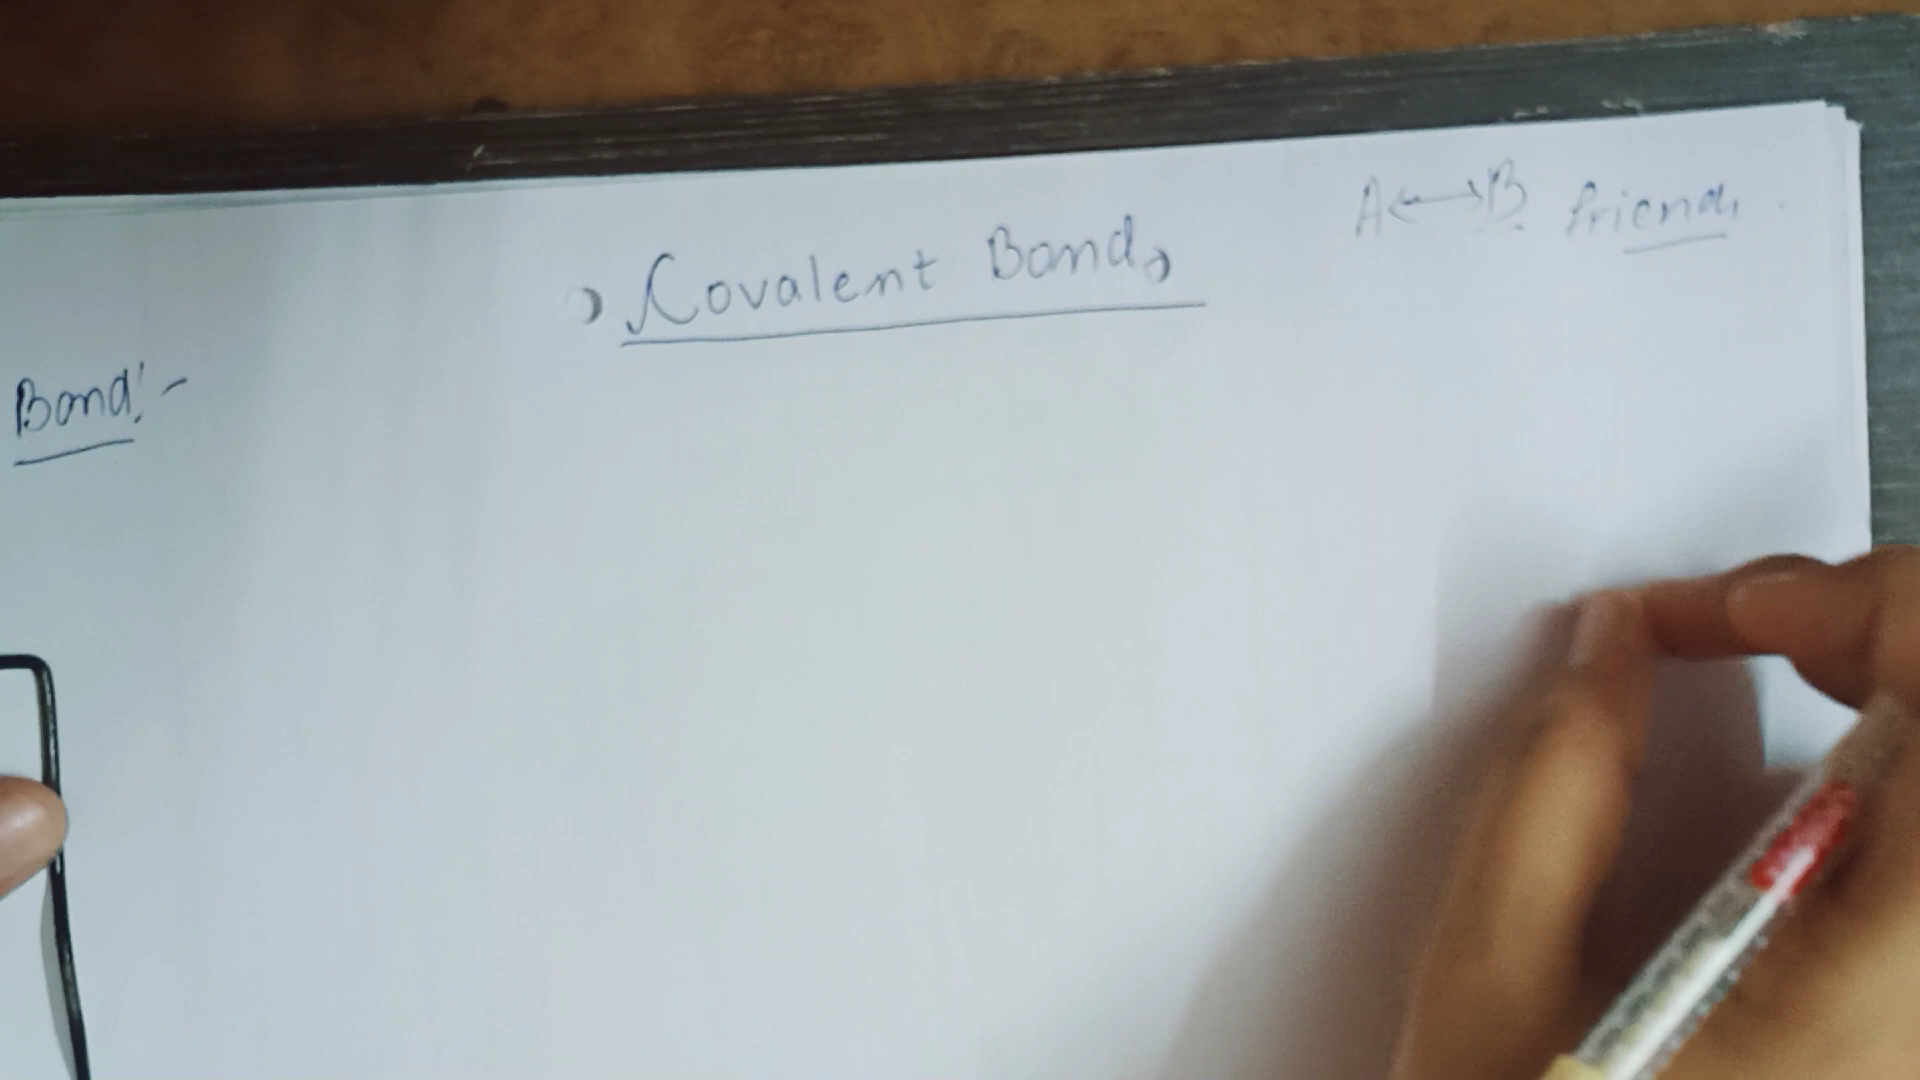 A⟷B friend,
Covalent Bond,
Bond:-